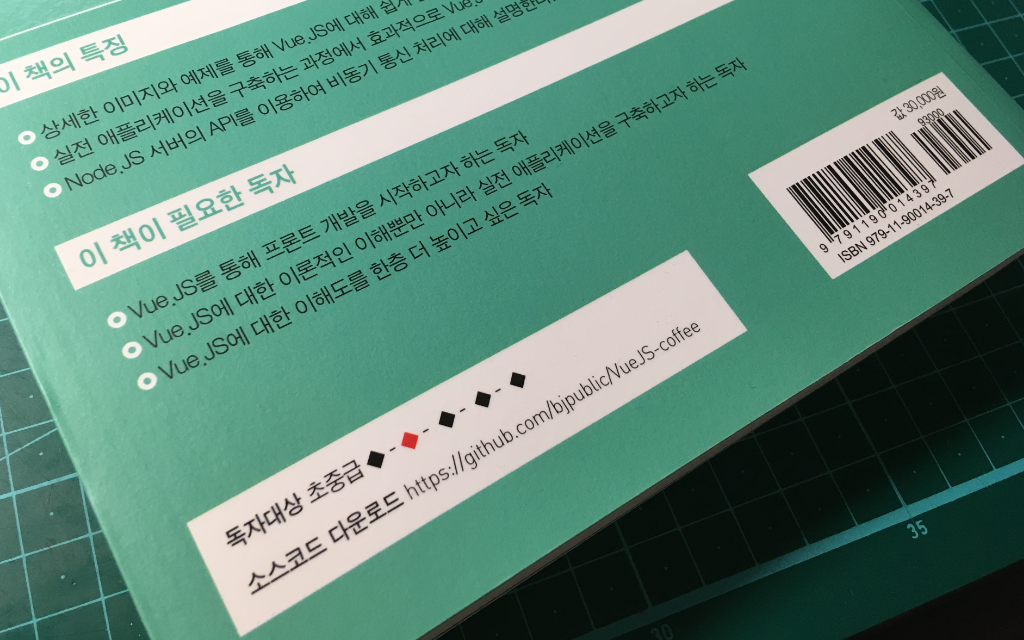 이 책의 특징
상세한 이미지와 예제를 통해 Vue.JS에 대해 쉽게
실전 애플리케이션을 구축하는 과정에서 효과적으로 Vue.
Node.JS 서버의 API를 이용하여 비동기 통신 처리에 대해 설명한다.
이 책이 필요한 독자
Vue.JS를 통해 프론트 개발을 시작하고자 하는 독자
Vue.JS에 대한 이론적인 이해뿐만 아니라 실전 애플리케이션을 구축하고자 하는 독자
Vue.JS에 대한 이해도를 한층 더 높이고 싶은 독자
독자대상 초중급 ◆-◆-◆-◆-◆
소스코드 다운로드 https://github.com/bjpublic/VueJS-coffee
값 30,000원
93000
9 791190 014397
ISBN 979-11-90014-39-7
35
30